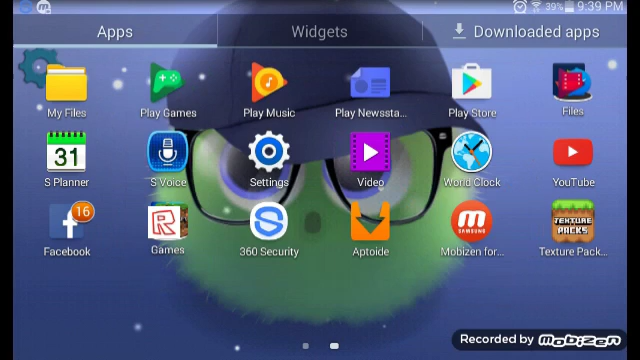 39% 9:39 PM
Apps
Widgets
Downloaded apps
My Files
Play Games
Play Music
Play Newssta...
Play Store
Files
31
S Planner
S Voice
Settings
Video
World Clock
YouTube
16
Facebook
Games
360 Security
Aptoide
SAMSUNG
Mobizen for...
TEXTURE
PACKS
Texture Pack...
Recorded by Mobizen